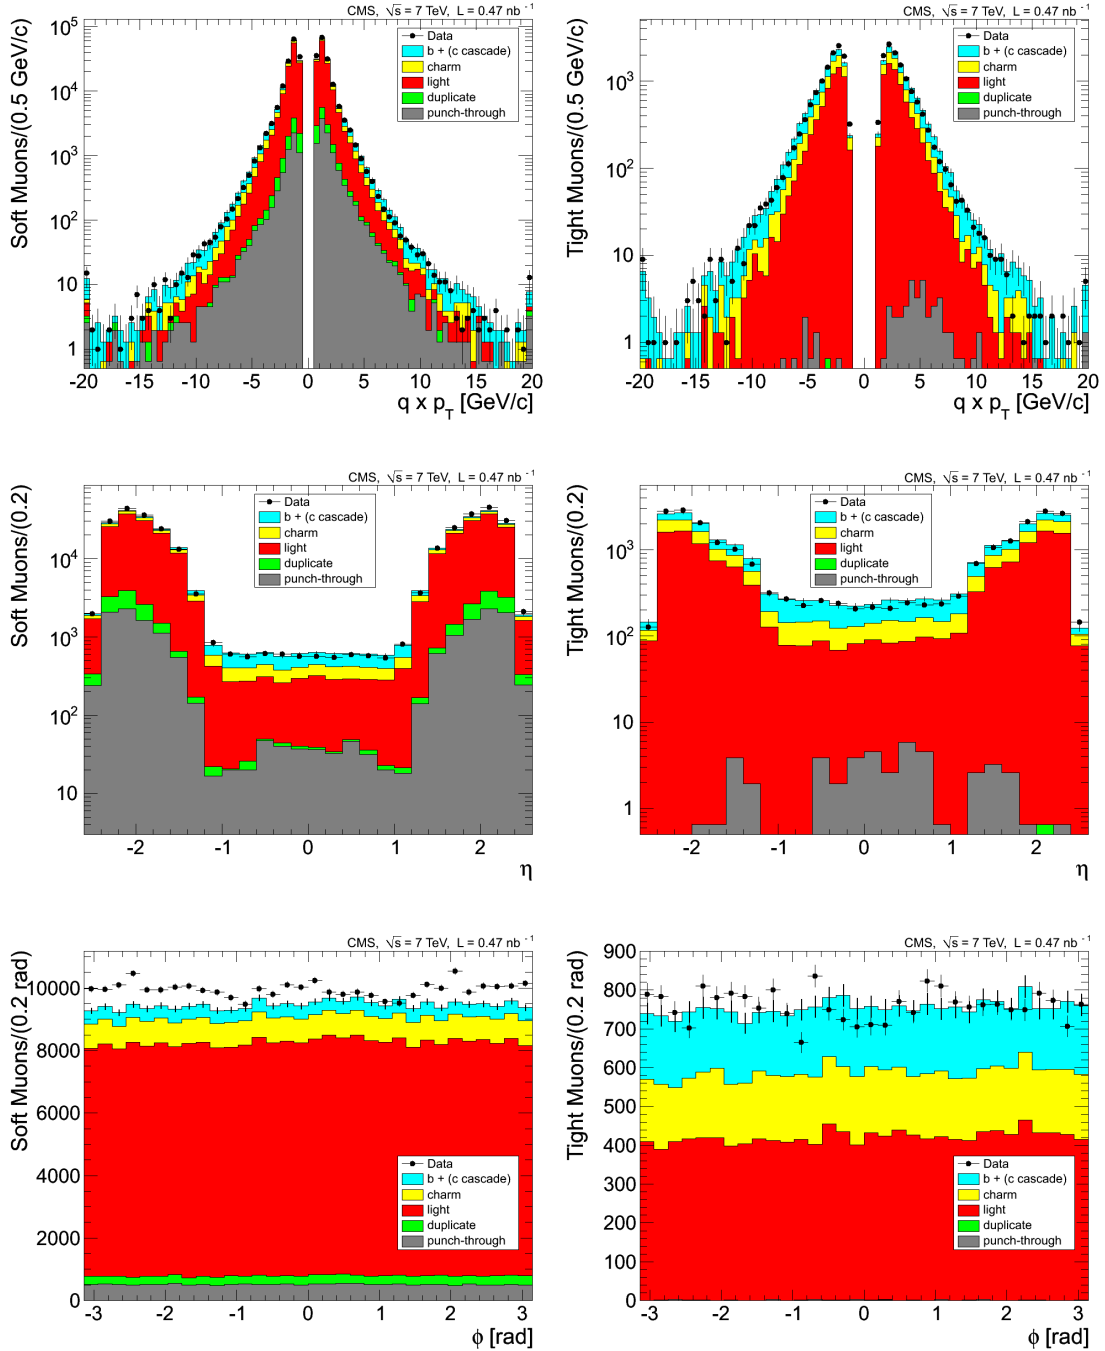 CMS, √s = 7 TeV, L = 0.47 nb⁻¹
Soft Muons/(0.5 GeV/c)
10⁵
10⁴
10³
10²
10
1
Data
b + (c cascade)
charm
light
duplicate
punch-through
-20 -15 -10 -5 0 5 10 15 20
q x p_T [GeV/c]
CMS, √s = 7 TeV, L = 0.47 nb⁻¹
Tight Muons/(0.5 GeV/c)
10³
10²
10
1
Data
b + (c cascade)
charm
light
duplicate
punch-through
-20 -15 -10 -5 0 5 10 15 20
q x p_T [GeV/c]
CMS, √s = 7 TeV, L = 0.47 nb⁻¹
Soft Muons/(0.2)
10⁴
10³
10²
10
Data
b + (c cascade)
charm
light
duplicate
punch-through
-2 -1 0 1 2
η
CMS, √s = 7 TeV, L = 0.47 nb⁻¹
Tight Muons/(0.2)
10³
10²
10
1
Data
b + (c cascade)
charm
light
duplicate
punch-through
-2 -1 0 1 2
η
CMS, √s = 7 TeV, L = 0.47 nb⁻¹
Soft Muons/(0.2 rad)
10000
8000
6000
4000
2000
0
Data
b + (c cascade)
charm
light
duplicate
punch-through
-3 -2 -1 0 1 2 3
ϕ [rad]
CMS, √s = 7 TeV, L = 0.47 nb⁻¹
Tight Muons/(0.2 rad)
900
800
700
600
500
400
300
200
100
0
Data
b + (c cascade)
charm
light
duplicate
punch-through
-3 -2 -1 0 1 2 3
ϕ [rad]